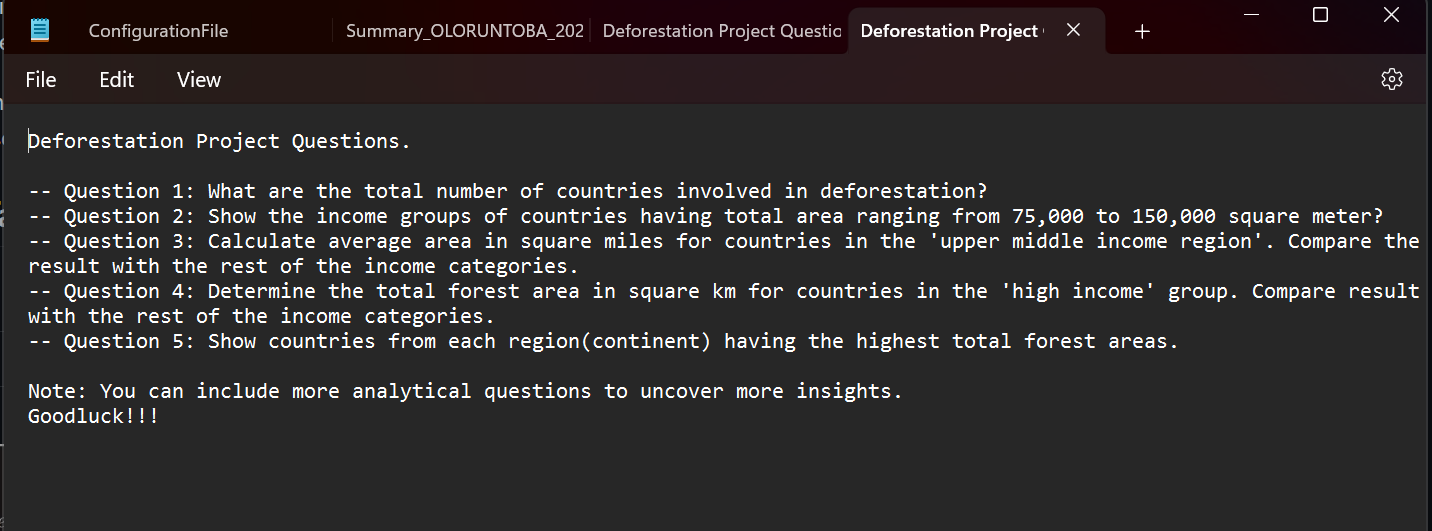 ConfigurationFile
Summary_OLORUNTOBA_202
Deforestation Project Questio
Deforestation Project
File
Edit
View
Deforestation Project Questions.
-- Question 1: What are the total number of countries involved in deforestation?
-- Question 2: Show the income groups of countries having total area ranging from 75,000 to 150,000 square meter?
-- Question 3: Calculate average area in square miles for countries in the 'upper middle income region'. Compare the
result with the rest of the income categories.
-- Question 4: Determine the total forest area in square km for countries in the 'high income' group. Compare result
with the rest of the income categories.
-- Question 5: Show countries from each region(continent) having the highest total forest areas.
Note: You can include more analytical questions to uncover more insights.
Goodluck!!!